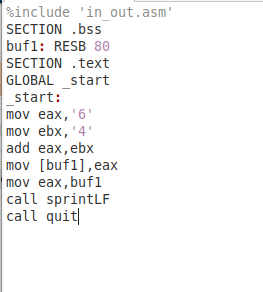 %include 'in_out.asm'
SECTION .bss
buf1: RESB 80
SECTION .text
GLOBAL _start
_start:
mov eax,'6'
mov ebx,'4'
add eax,ebx
mov [buf1],eax
mov eax,buf1
call sprintLF
call quit